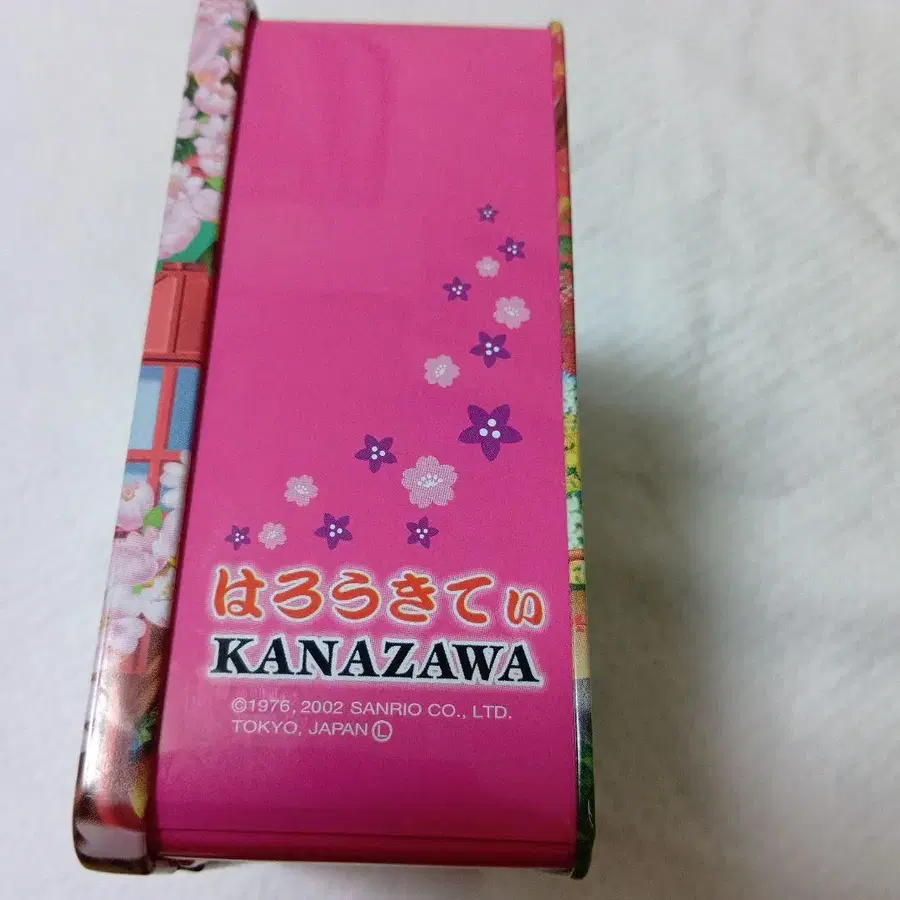 はろうきてぃ
KANAZAWA
©1976, 2002 SANRIO CO., LTD.
TOKYO, JAPAN Ⓛ